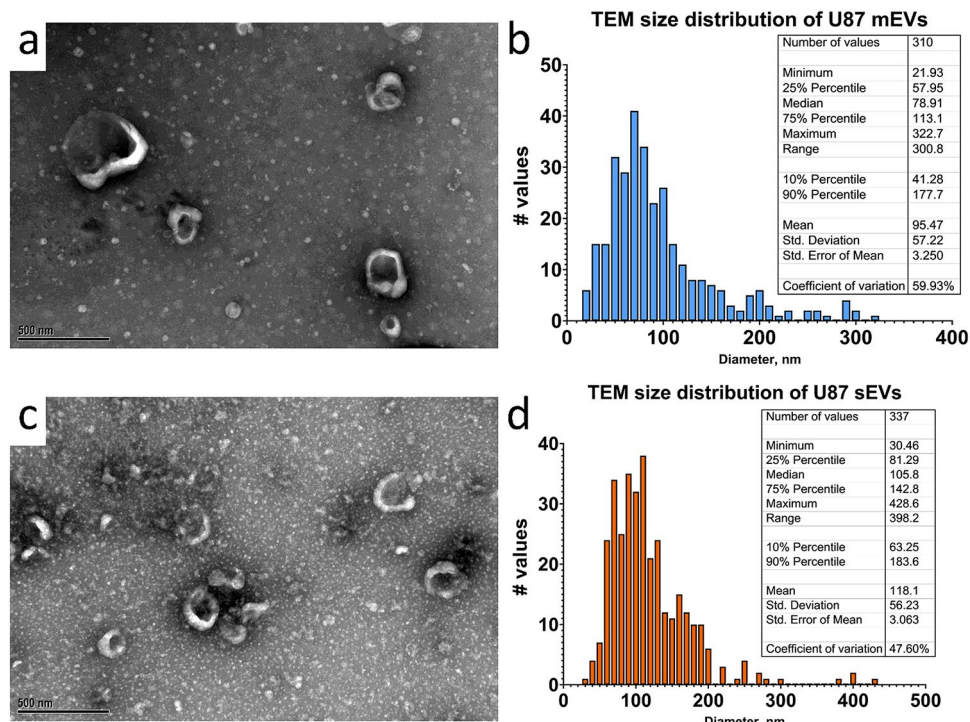 a
500 nm
b
TEM size distribution of U87 mEVs
# values
50
40
30
20
10
0
0 100 200 300 400
Diameter, nm
Number of values 310
Minimum 21.93
25% Percentile 57.95
Median 78.91
75% Percentile 113.1
Maximum 322.7
Range 300.8
10% Percentile 41.28
90% Percentile 177.7
Mean 95.47
Std. Deviation 57.22
Std. Error of Mean 3.250
Coefficient of variation 59.93%
c
500 nm
d
TEM size distribution of U87 sEVs
# values
40
30
20
10
0
0 100 200 300 400 500
Diameter, nm
Number of values 337
Minimum 30.46
25% Percentile 81.29
Median 105.8
75% Percentile 142.8
Maximum 428.6
Range 398.2
10% Percentile 63.25
90% Percentile 183.6
Mean 118.1
Std. Deviation 56.23
Std. Error of Mean 3.063
Coefficient of variation 47.60%